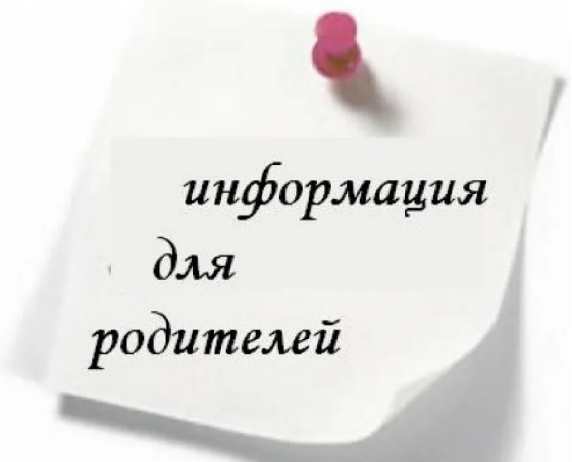 информация
для
родителей